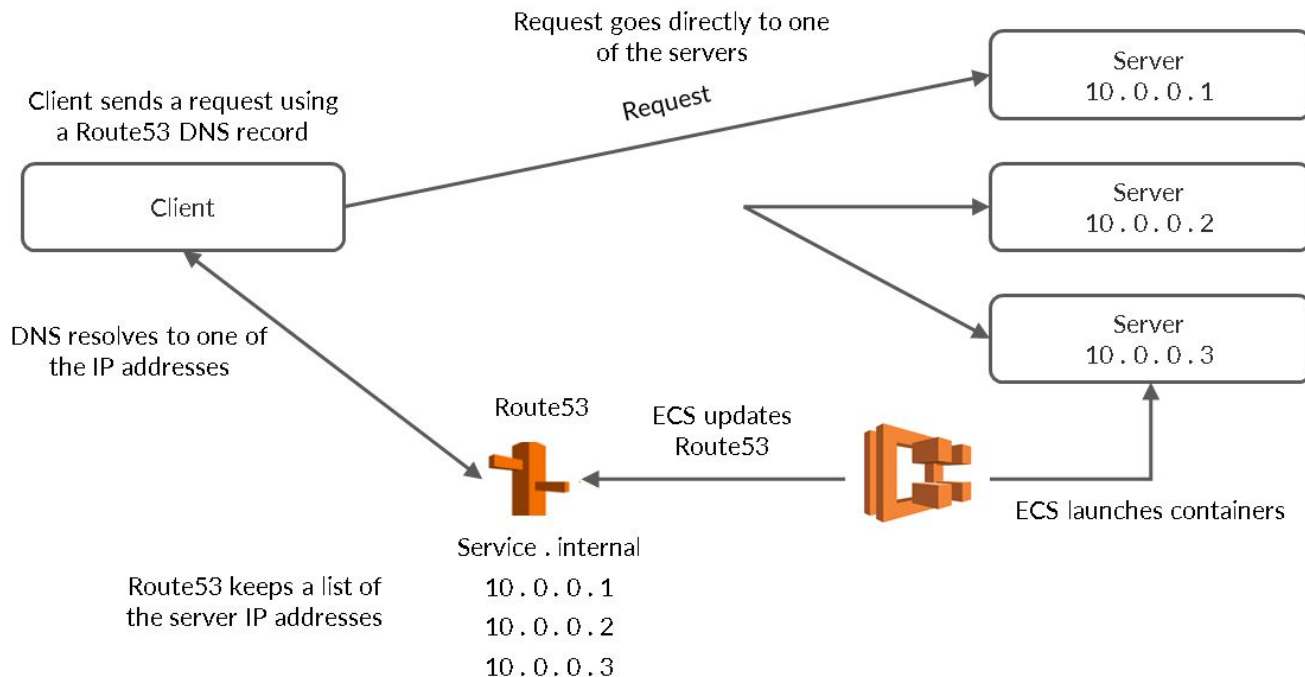 Request goes directly to one
of the servers
Server
10.0.0.1
Client sends a request using
a Route53 DNS record
Request
Client
Server
10.0.0.2
DNS resolves to one of
the IP addresses
Server
10.0.0.3
Route53
ECS updates
Route53
ECS launches containers
Service . internal
Route53 keeps a list of
the server IP addresses
10.0.0.1
10.0.0.2
10.0.0.3